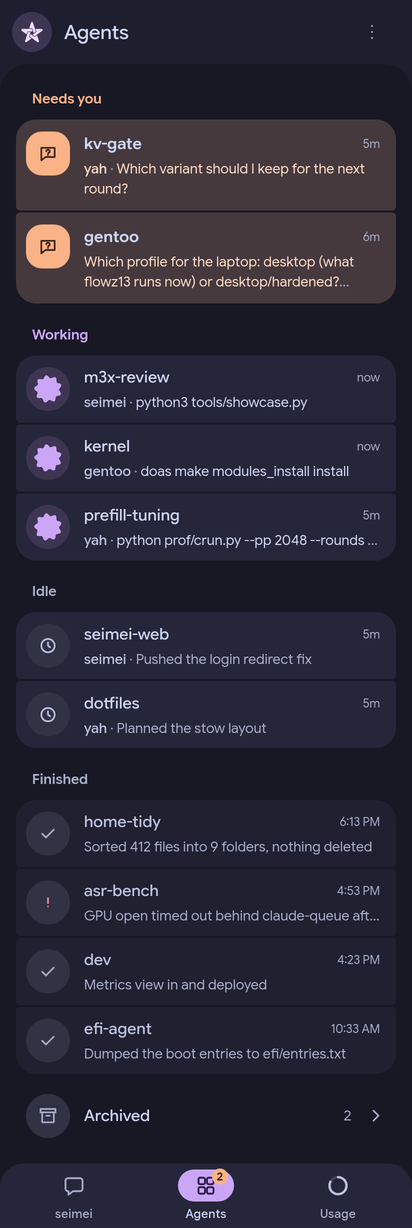 Agents
Needs you
kv-gate 5m
yah · Which variant should I keep for the next
round?
gentoo 6m
Which profile for the laptop: desktop (what
flowz13 runs now) or desktop/hardened?...
Working
m3x-review now
seimei · python3 tools/showcase.py
kernel now
gentoo · doas make modules_install install
prefill-tuning 5m
yah · python prof/crun.py --pp 2048 --rounds ...
Idle
seimei-web 5m
seimei · Pushed the login redirect fix
dotfiles 5m
yah · Planned the stow layout
Finished
home-tidy 6:13 PM
Sorted 412 files into 9 folders, nothing deleted
asr-bench 4:53 PM
GPU open timed out behind claude-queue aft...
dev 4:23 PM
Metrics view in and deployed
efi-agent 10:33 AM
Dumped the boot entries to efi/entries.txt
Archived 2
2
seimei Agents Usage